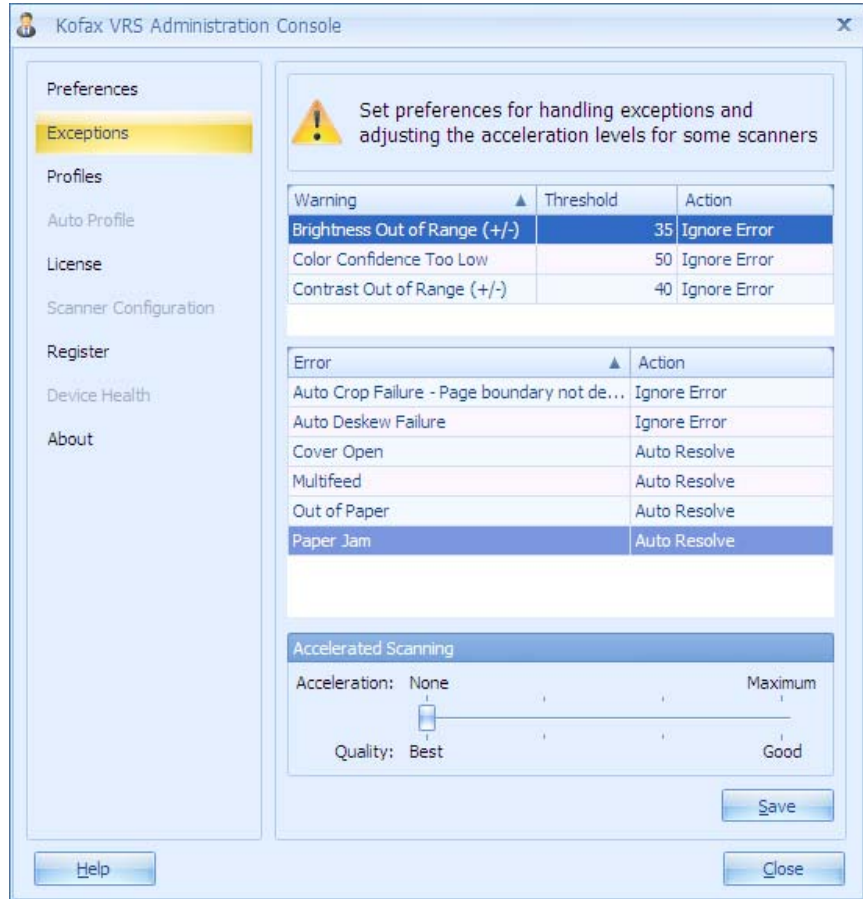 Kofax VRS Administration Console
Preferences
Exceptions
Profiles
Auto Profile
License
Scanner Configuration
Register
Device Health
About
Set preferences for handling exceptions and
adjusting the acceleration levels for some scanners
Warning Threshold Action
Brightness Out of Range (+/-) 35 Ignore Error
Color Confidence Too Low 50 Ignore Error
Contrast Out of Range (+/-) 40 Ignore Error
Error Action
Auto Crop Failure - Page boundary not de... Ignore Error
Auto Deskew Failure Ignore Error
Cover Open Auto Resolve
Multifeed Auto Resolve
Out of Paper Auto Resolve
Paper Jam Auto Resolve
Accelerated Scanning
Acceleration: None Maximum
Quality: Best Good
Save
Help Close